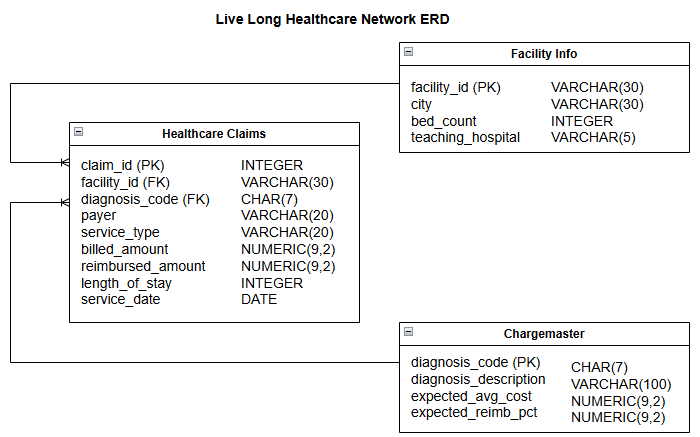 Live Long Healthcare Network ERD
Facility Info
facility_id (PK) VARCHAR(30)
city VARCHAR(30)
bed_count INTEGER
teaching_hospital VARCHAR(5)
Healthcare Claims
claim_id (PK) INTEGER
facility_id (FK) VARCHAR(30)
diagnosis_code (FK) CHAR(7)
payer VARCHAR(20)
service_type VARCHAR(20)
billed_amount NUMERIC(9,2)
reimbursed_amount NUMERIC(9,2)
length_of_stay INTEGER
service_date DATE
Chargemaster
diagnosis_code (PK) CHAR(7)
diagnosis_description VARCHAR(100)
expected_avg_cost NUMERIC(9,2)
expected_reimb_pct NUMERIC(9,2)